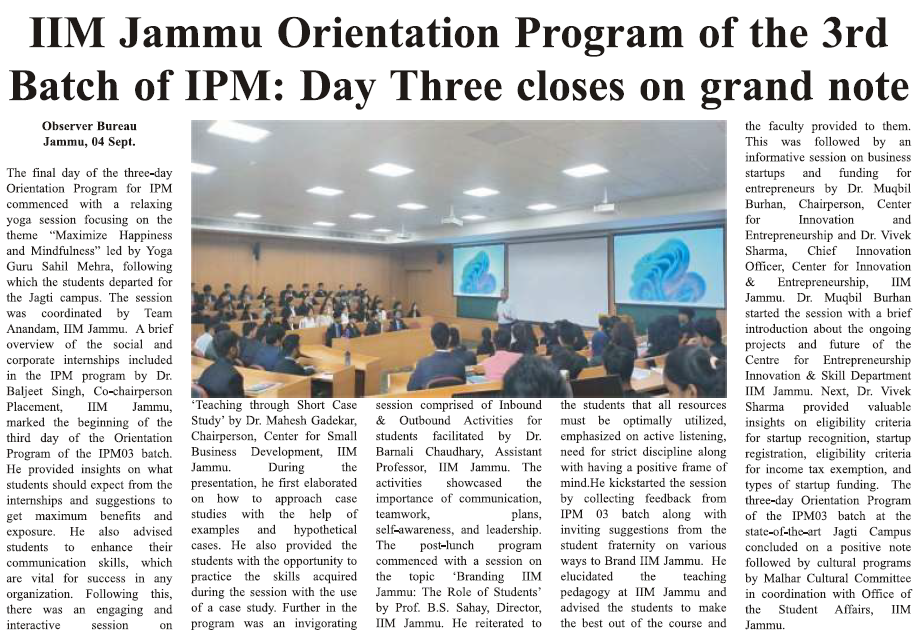 IIM Jammu Orientation Program of the 3rd
Batch of IPM: Day Three closes on grand note
Observer Bureau
Jammu, 04 Sept.
The final day of the three-day
Orientation Program for IPM
commenced with a relaxing
yoga session focusing on the
theme “Maximize Happiness
and Mindfulness” led by Yoga
Guru Sahil Mehra, following
which the students departed for
the Jagti campus. The session
was coordinated by Team
Anandam, IIM Jammu. A brief
overview of the social and
corporate internships included
in the IPM program by Dr.
Baljeet Singh, Co-chairperson
Placement, IIM Jammu,
marked the beginning of the
third day of the Orientation
Program of the IPM03 batch.
He provided insights on what
students should expect from the
internships and suggestions to
get maximum benefits and
exposure. He also advised
students to enhance their
communication skills, which
are vital for success in any
organization. Following this,
there was an engaging and
interactive session on
‘Teaching through Short Case
Study’ by Dr. Mahesh Gadekar,
Chairperson, Center for Small
Business Development, IIM
Jammu. During the
presentation, he first elaborated
on how to approach case
studies with the help of
examples and hypothetical
cases. He also provided the
students with the opportunity to
practice the skills acquired
during the session with the use
of a case study. Further in the
program was an invigorating
session comprised of Inbound
& Outbound Activities for
students facilitated by Dr.
Barnali Chaudhary, Assistant
Professor, IIM Jammu. The
activities showcased the
importance of communication,
teamwork, plans,
self-awareness, and leadership.
The post-lunch program
commenced with a session on
the topic ‘Branding IIM
Jammu: The Role of Students’
by Prof. B.S. Sahay, Director,
IIM Jammu. He reiterated to
the students that all resources
must be optimally utilized,
emphasized on active listening,
need for strict discipline along
with having a positive frame of
mind.He kickstarted the session
by collecting feedback from
IPM 03 batch along with
inviting suggestions from the
student fraternity on various
ways to Brand IIM Jammu. He
elucidated the teaching
pedagogy at IIM Jammu and
advised the students to make
the best out of the course and
the faculty provided to them.
This was followed by an
informative session on business
startups and funding for
entrepreneurs by Dr. Muqbil
Burhan, Chairperson, Center
for Innovation and
Entrepreneurship and Dr. Vivek
Sharma, Chief Innovation
Officer, Center for Innovation
& Entrepreneurship, IIM
Jammu. Dr. Muqbil Burhan
started the session with a brief
introduction about the ongoing
projects and future of the
Centre for Entrepreneurship
Innovation & Skill Department
IIM Jammu. Next, Dr. Vivek
Sharma provided valuable
insights on eligibility criteria
for startup recognition, startup
registration, eligibility criteria
for income tax exemption, and
types of startup funding. The
three-day Orientation Program
of the IPM03 batch at the
state-of-the-art Jagti Campus
concluded on a positive note
followed by cultural programs
by Malhar Cultural Committee
in coordination with Office of
the Student Affairs, IIM
Jammu.